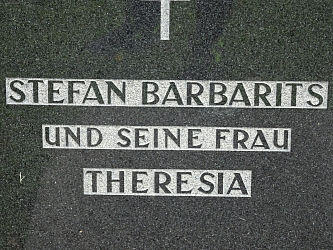 STEFAN BARBARITS
UND SEINE FRAU
THERESIA